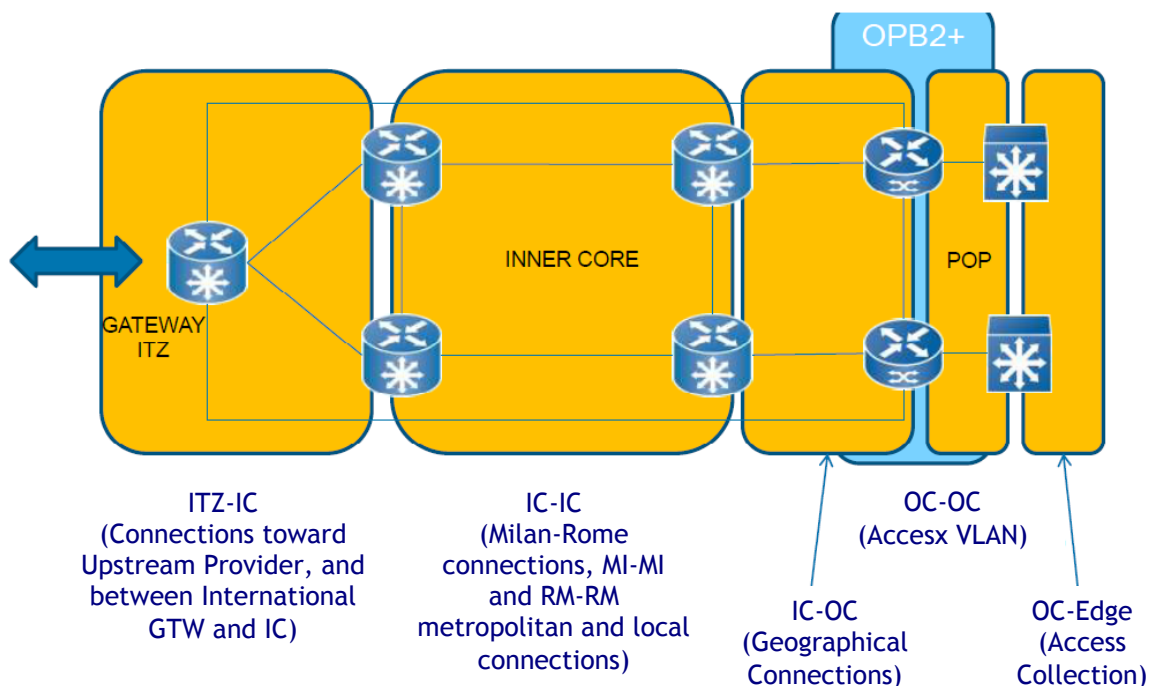 OPB2+
INNER CORE
POP
GATEWAY
ITZ
ITZ-IC
(Connections toward
Upstream Provider, and
between International
GTW and IC)
IC-IC
(Milan-Rome
connections, MI-MI
and RM-RM
metropolitan and local
connections)
OC-OC
(Accesx VLAN)
IC-OC
(Geographical
Connections)
OC-Edge
(Access
Collection)